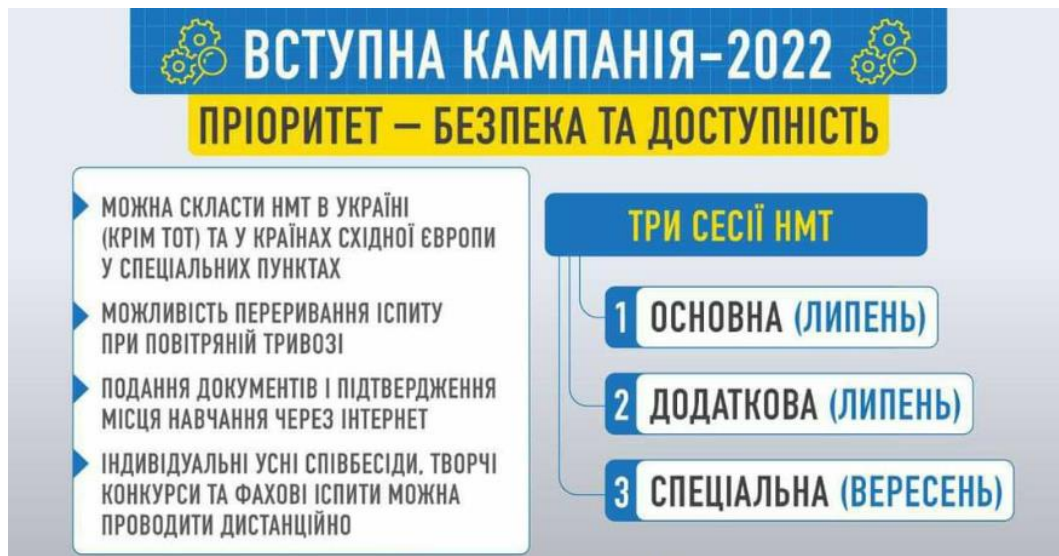 ВСТУПНА КАМПАНІЯ-2022
ПРІОРИТЕТ — БЕЗПЕКА ТА ДОСТУПНІСТЬ
МОЖНА СКЛАСТИ НМТ В УКРАЇНІ
(КРІМ ТОТ) ТА У КРАЇНАХ СХІДНОЇ ЄВРОПИ
У СПЕЦІАЛЬНИХ ПУНКТАХ
МОЖЛИВІСТЬ ПЕРЕРИВАННЯ ІСПИТУ
ПРИ ПОВІТРЯНІЙ ТРИВОЗІ
ПОДАННЯ ДОКУМЕНТІВ І ПІДТВЕРДЖЕННЯ
МІСЦЯ НАВЧАННЯ ЧЕРЕЗ ІНТЕРНЕТ
ІНДИВІДУАЛЬНІ УСНІ СПІВБЕСІДИ, ТВОРЧІ
КОНКУРСИ ТА ФАХОВІ ІСПИТИ МОЖНА
ПРОВОДИТИ ДИСТАНЦІЙНО
ТРИ СЕСІЇ НМТ
1 ОСНОВНА (ЛИПЕНЬ)
2 ДОДАТКОВА (ЛИПЕНЬ)
3 СПЕЦІАЛЬНА (ВЕРЕСЕНЬ)